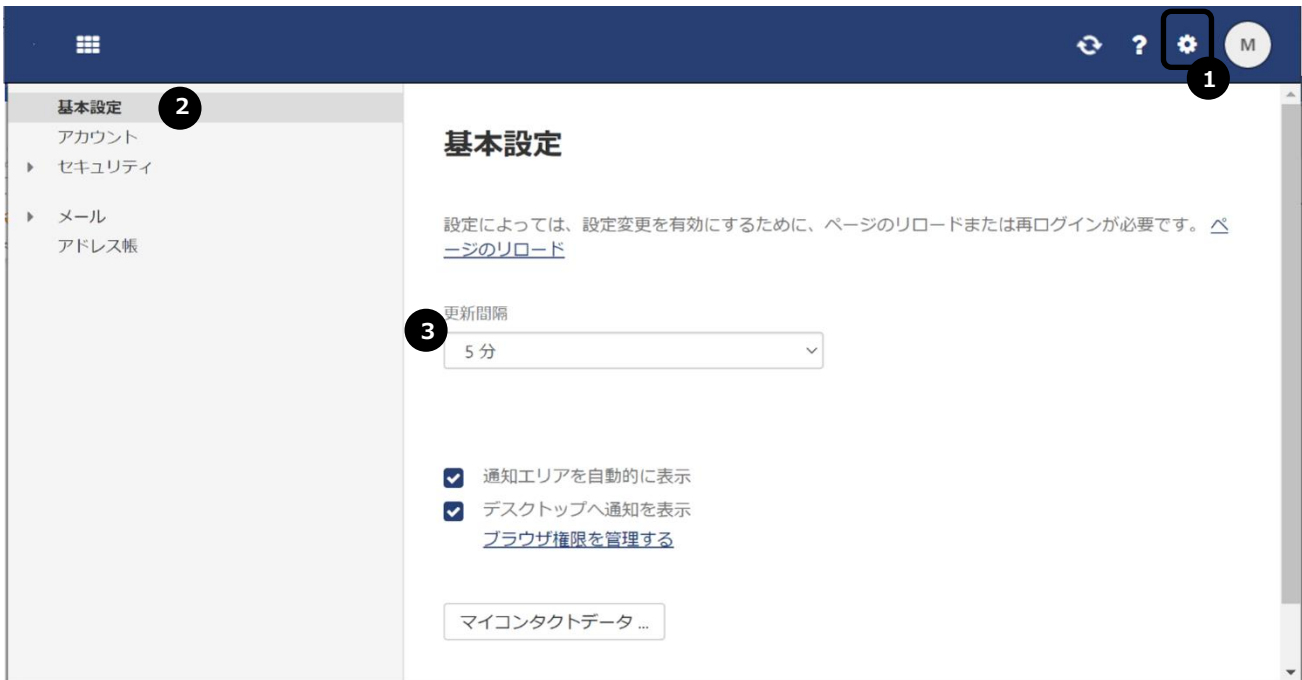 ? M
1
基本設定 2
アカウント
セキュリティ
メール
アドレス帳
基本設定
設定によっては、設定変更を有効にするために、ページのリロードまたは再ログインが必要です。 ペ
ージのリロード
更新間隔
3
5 分
通知エリアを自動的に表示
デスクトップへ通知を表示
ブラウザ権限を管理する
マイコンタクトデータ ...